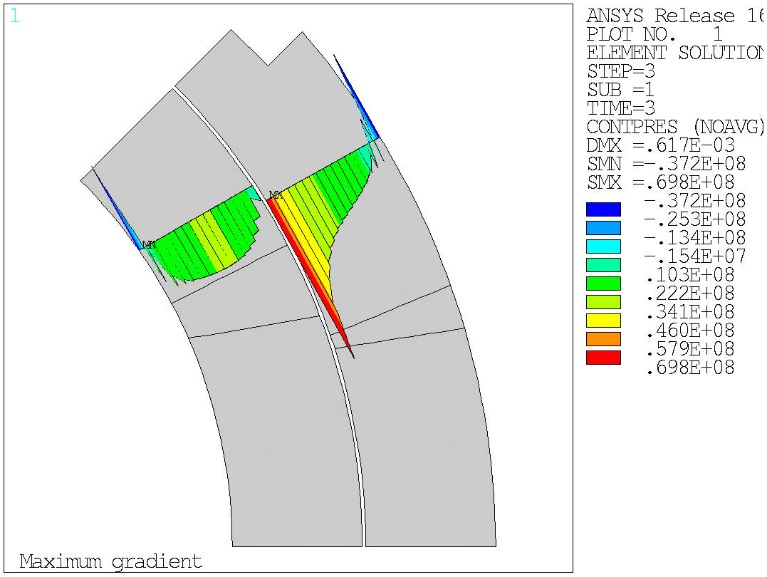 1
ANSYS Release 16
PLOT NO. 1
ELEMENT SOLUTION
STEP=3
SUB =1
TIME=3
CONTPRES (NOAVG)
DMX =.617E-03
SMN =-.372E+08
SMX =.698E+08
-.372E+08
-.253E+08
-.134E+08
-.154E+07
.103E+08
.222E+08
.341E+08
.460E+08
.579E+08
.698E+08
MX
MN
Maximum gradient